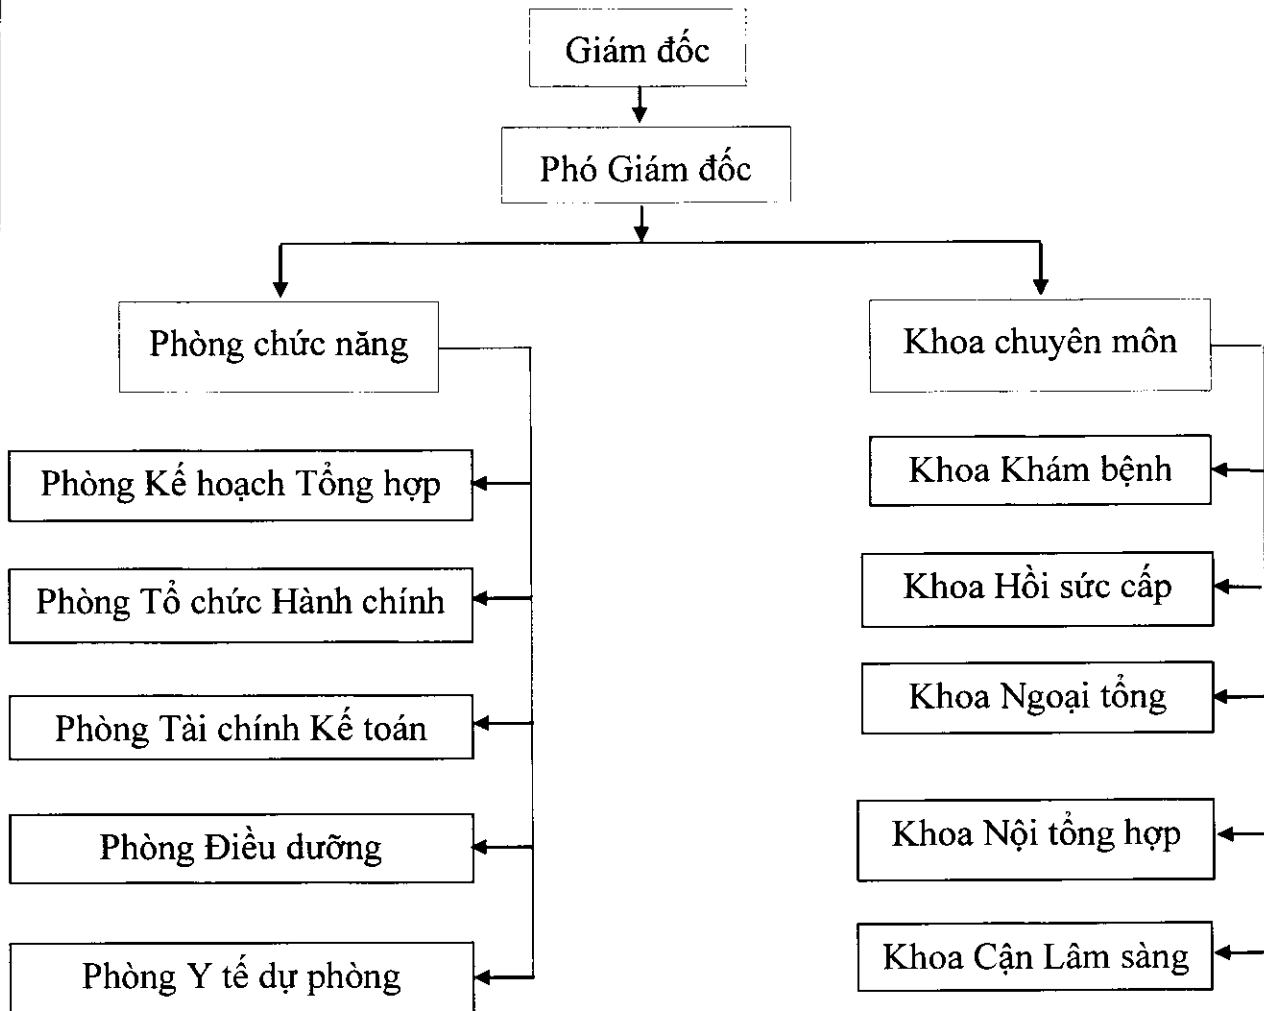 Giám đốc
Phó Giám đốc
Phòng chức năng
Khoa chuyên môn
Phòng Kế hoạch Tổng hợp
Khoa Khám bệnh
Phòng Tổ chức Hành chính
Khoa Hồi sức cấp
Phòng Tài chính Kế toán
Khoa Ngoại tổng
Phòng Điều dưỡng
Khoa Nội tổng hợp
Phòng Y tế dự phòng
Khoa Cận Lâm sàng